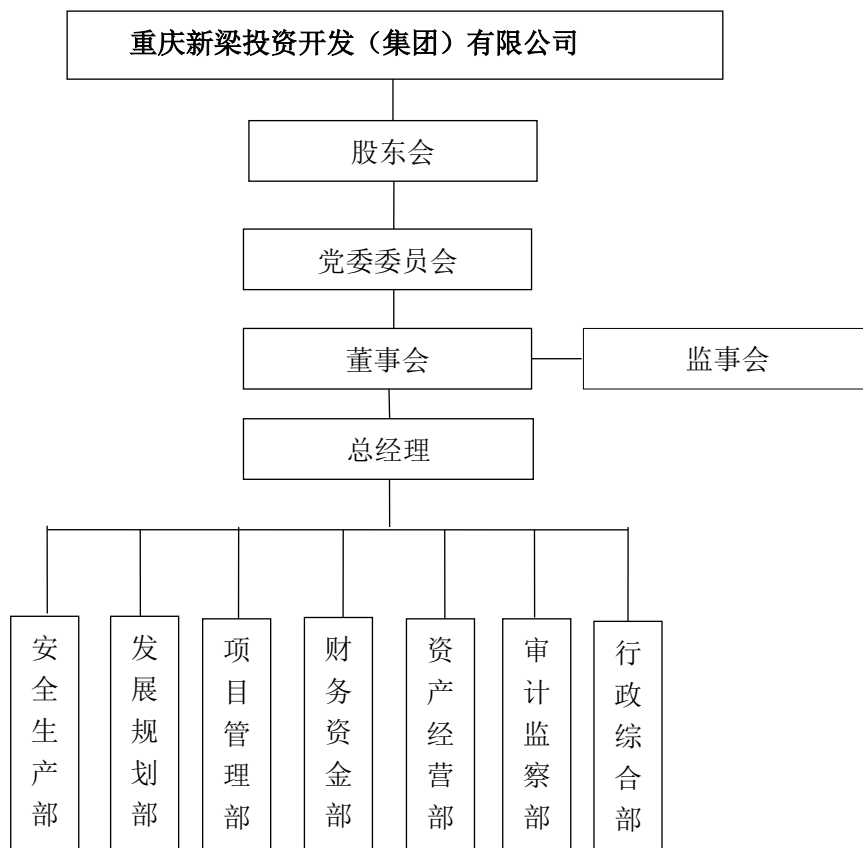 重庆新梁投资开发（集团）有限公司
股东会
党委委员会
董事会
监事会
总经理
安全生产部
发展规划部
项目管理部
财务资金部
资产经营部
审计监察部
行政综合部